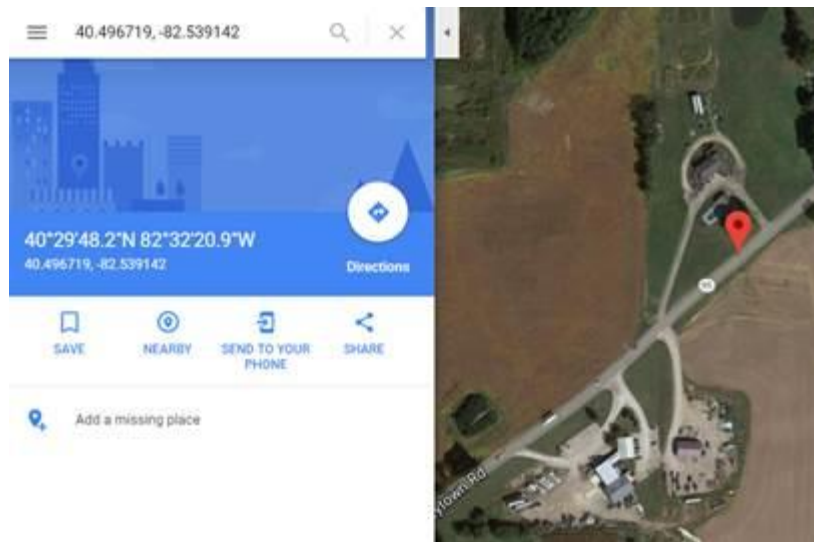 40.496719, -82.539142
40°29'48.2"N 82°32'20.9"W
40.496719, -82.539142
Directions
SAVE
NEARBY
SEND TO YOUR
PHONE
SHARE
Add a missing place